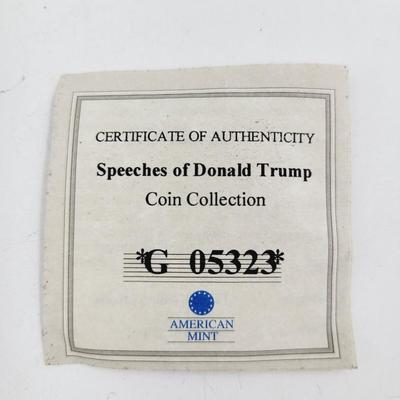 CERTIFICATE OF AUTHENTICITY
Speeches of Donald Trump
Coin Collection
*G 05323*
AMERICAN
MINT